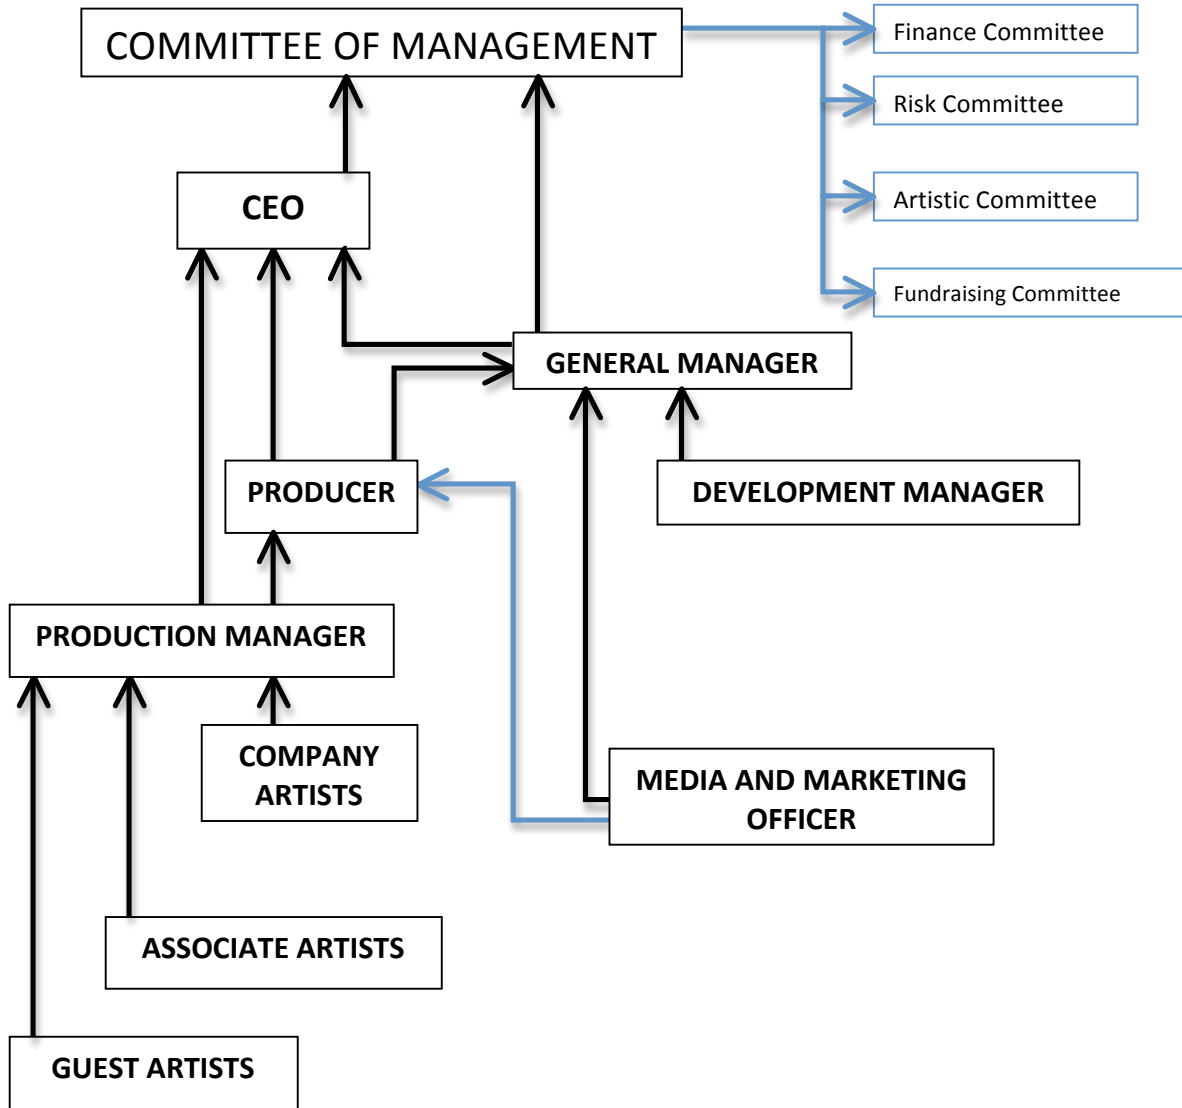 COMMITTEE OF MANAGEMENT
Finance Committee
Risk Committee
Artistic Committee
Fundraising Committee
CEO
GENERAL MANAGER
PRODUCER
DEVELOPMENT MANAGER
PRODUCTION MANAGER
COMPANY
ARTISTS
MEDIA AND MARKETING
OFFICER
ASSOCIATE ARTISTS
GUEST ARTISTS